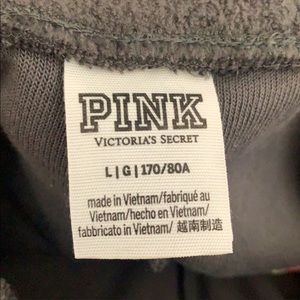 PINK
VICTORIA'S SECRET
L | G | 170/80A
made in Vietnam/fabriqué au
Vietnam/hecho en Vietnam/
fabbricato in Vietnam / 越南制造